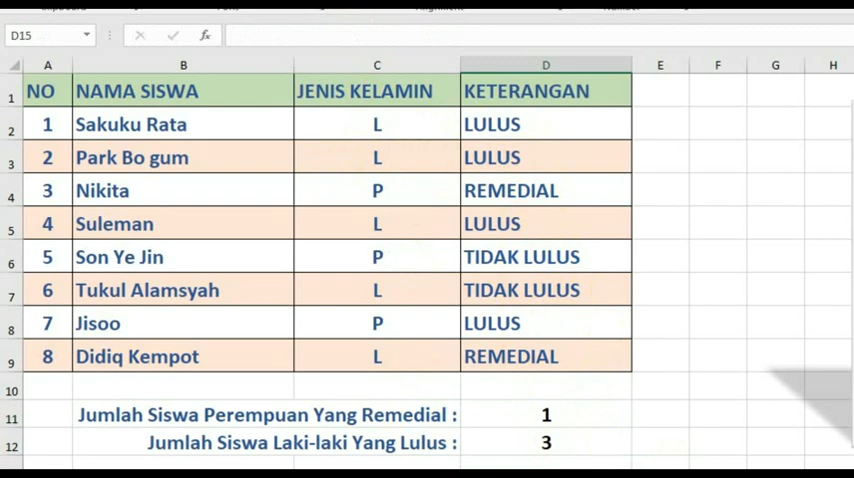 D15 fx
A B C D E F G H
1 NO NAMA SISWA JENIS KELAMIN KETERANGAN
2 1 Sakuku Rata L LULUS
3 2 Park Bo gum L LULUS
4 3 Nikita P REMEDIAL
5 4 Suleman L LULUS
6 5 Son Ye Jin P TIDAK LULUS
7 6 Tukul Alamsyah L TIDAK LULUS
8 7 Jisoo P LULUS
9 8 Didiq Kempot L REMEDIAL
10
11 Jumlah Siswa Perempuan Yang Remedial : 1
12 Jumlah Siswa Laki-laki Yang Lulus : 3